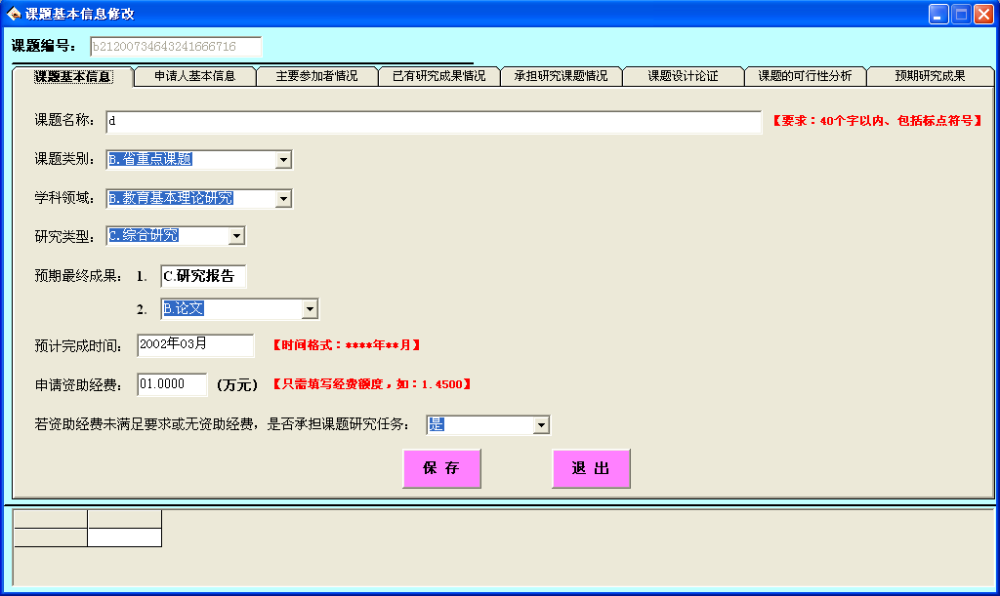 课题基本信息修改
课题编号： b21200734643241666716
课题基本信息 申请人基本信息 主要参加者情况 已有研究成果情况 承担研究课题情况 课题设计论证 课题的可行性分析 预期研究成果
课题名称： d 【要求：40个字以内、包括标点符号】
课题类别： B.省重点课题
学科领域： B.教育基本理论研究
研究类型： C.综合研究
预期最终成果： 1. C.研究报告
2. B.论文
预计完成时间： 2002年03月 【时间格式：****年**月】
申请资助经费： 01.0000 (万元) 【只需填写经费额度，如：1.4500】
若资助经费未满足要求或无资助经费，是否承担课题研究任务： 是
保 存 退 出